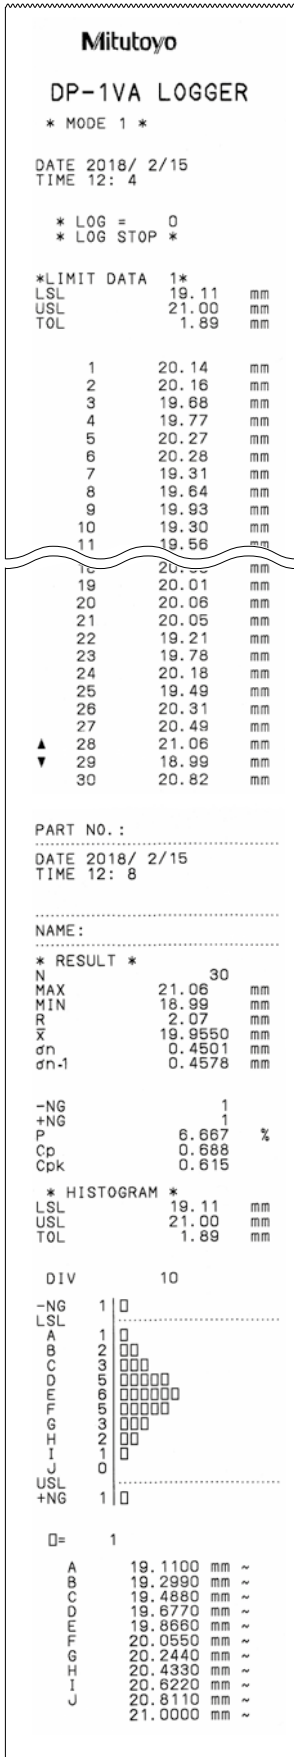 Mitutoyo
DP-1VA LOGGER
* MODE 1 *
DATE 2018/ 2/15
TIME 12: 4
* LOG = 0
* LOG STOP *
*LIMIT DATA 1*
LSL 19.11 mm
USL 21.00 mm
TOL 1.89 mm
1 20.14 mm
2 20.16 mm
3 19.68 mm
4 19.77 mm
5 20.27 mm
6 20.28 mm
7 19.31 mm
8 19.64 mm
9 19.93 mm
10 19.30 mm
11 19.56 mm
mm
19 20.01 mm
20 20.06 mm
21 20.05 mm
22 19.21 mm
23 19.78 mm
24 20.18 mm
25 19.49 mm
26 20.31 mm
27 20.49 mm
▲ 28 21.06 mm
▼ 29 18.99 mm
30 20.82 mm
PART NO.:
DATE 2018/ 2/15
TIME 12: 8
NAME:
* RESULT *
N 30
MAX 21.06 mm
MIN 18.99 mm
R 2.07 mm
x̄ 19.9550 mm
σn 0.4501 mm
σn-1 0.4578 mm
-NG 1
+NG 1
P 6.667 %
Cp 0.688
Cpk 0.615
* HISTOGRAM *
LSL 19.11 mm
USL 21.00 mm
TOL 1.89 mm
DIV 10
-NG 1 ▯
LSL
A 1 ▯
B 2 ▯▯
C 3 ▯▯▯
D 5 ▯▯▯▯▯
E 6 ▯▯▯▯▯▯
F 5 ▯▯▯▯▯
G 3 ▯▯▯
H 2 ▯▯
I 1 ▯
J 0
USL
+NG 1 ▯
▯= 1
A 19.1100 mm ~
B 19.2990 mm ~
C 19.4880 mm ~
D 19.6770 mm ~
E 19.8660 mm ~
F 20.0550 mm ~
G 20.2440 mm ~
H 20.4330 mm ~
I 20.6220 mm ~
J 20.8110 mm ~
21.0000 mm ~